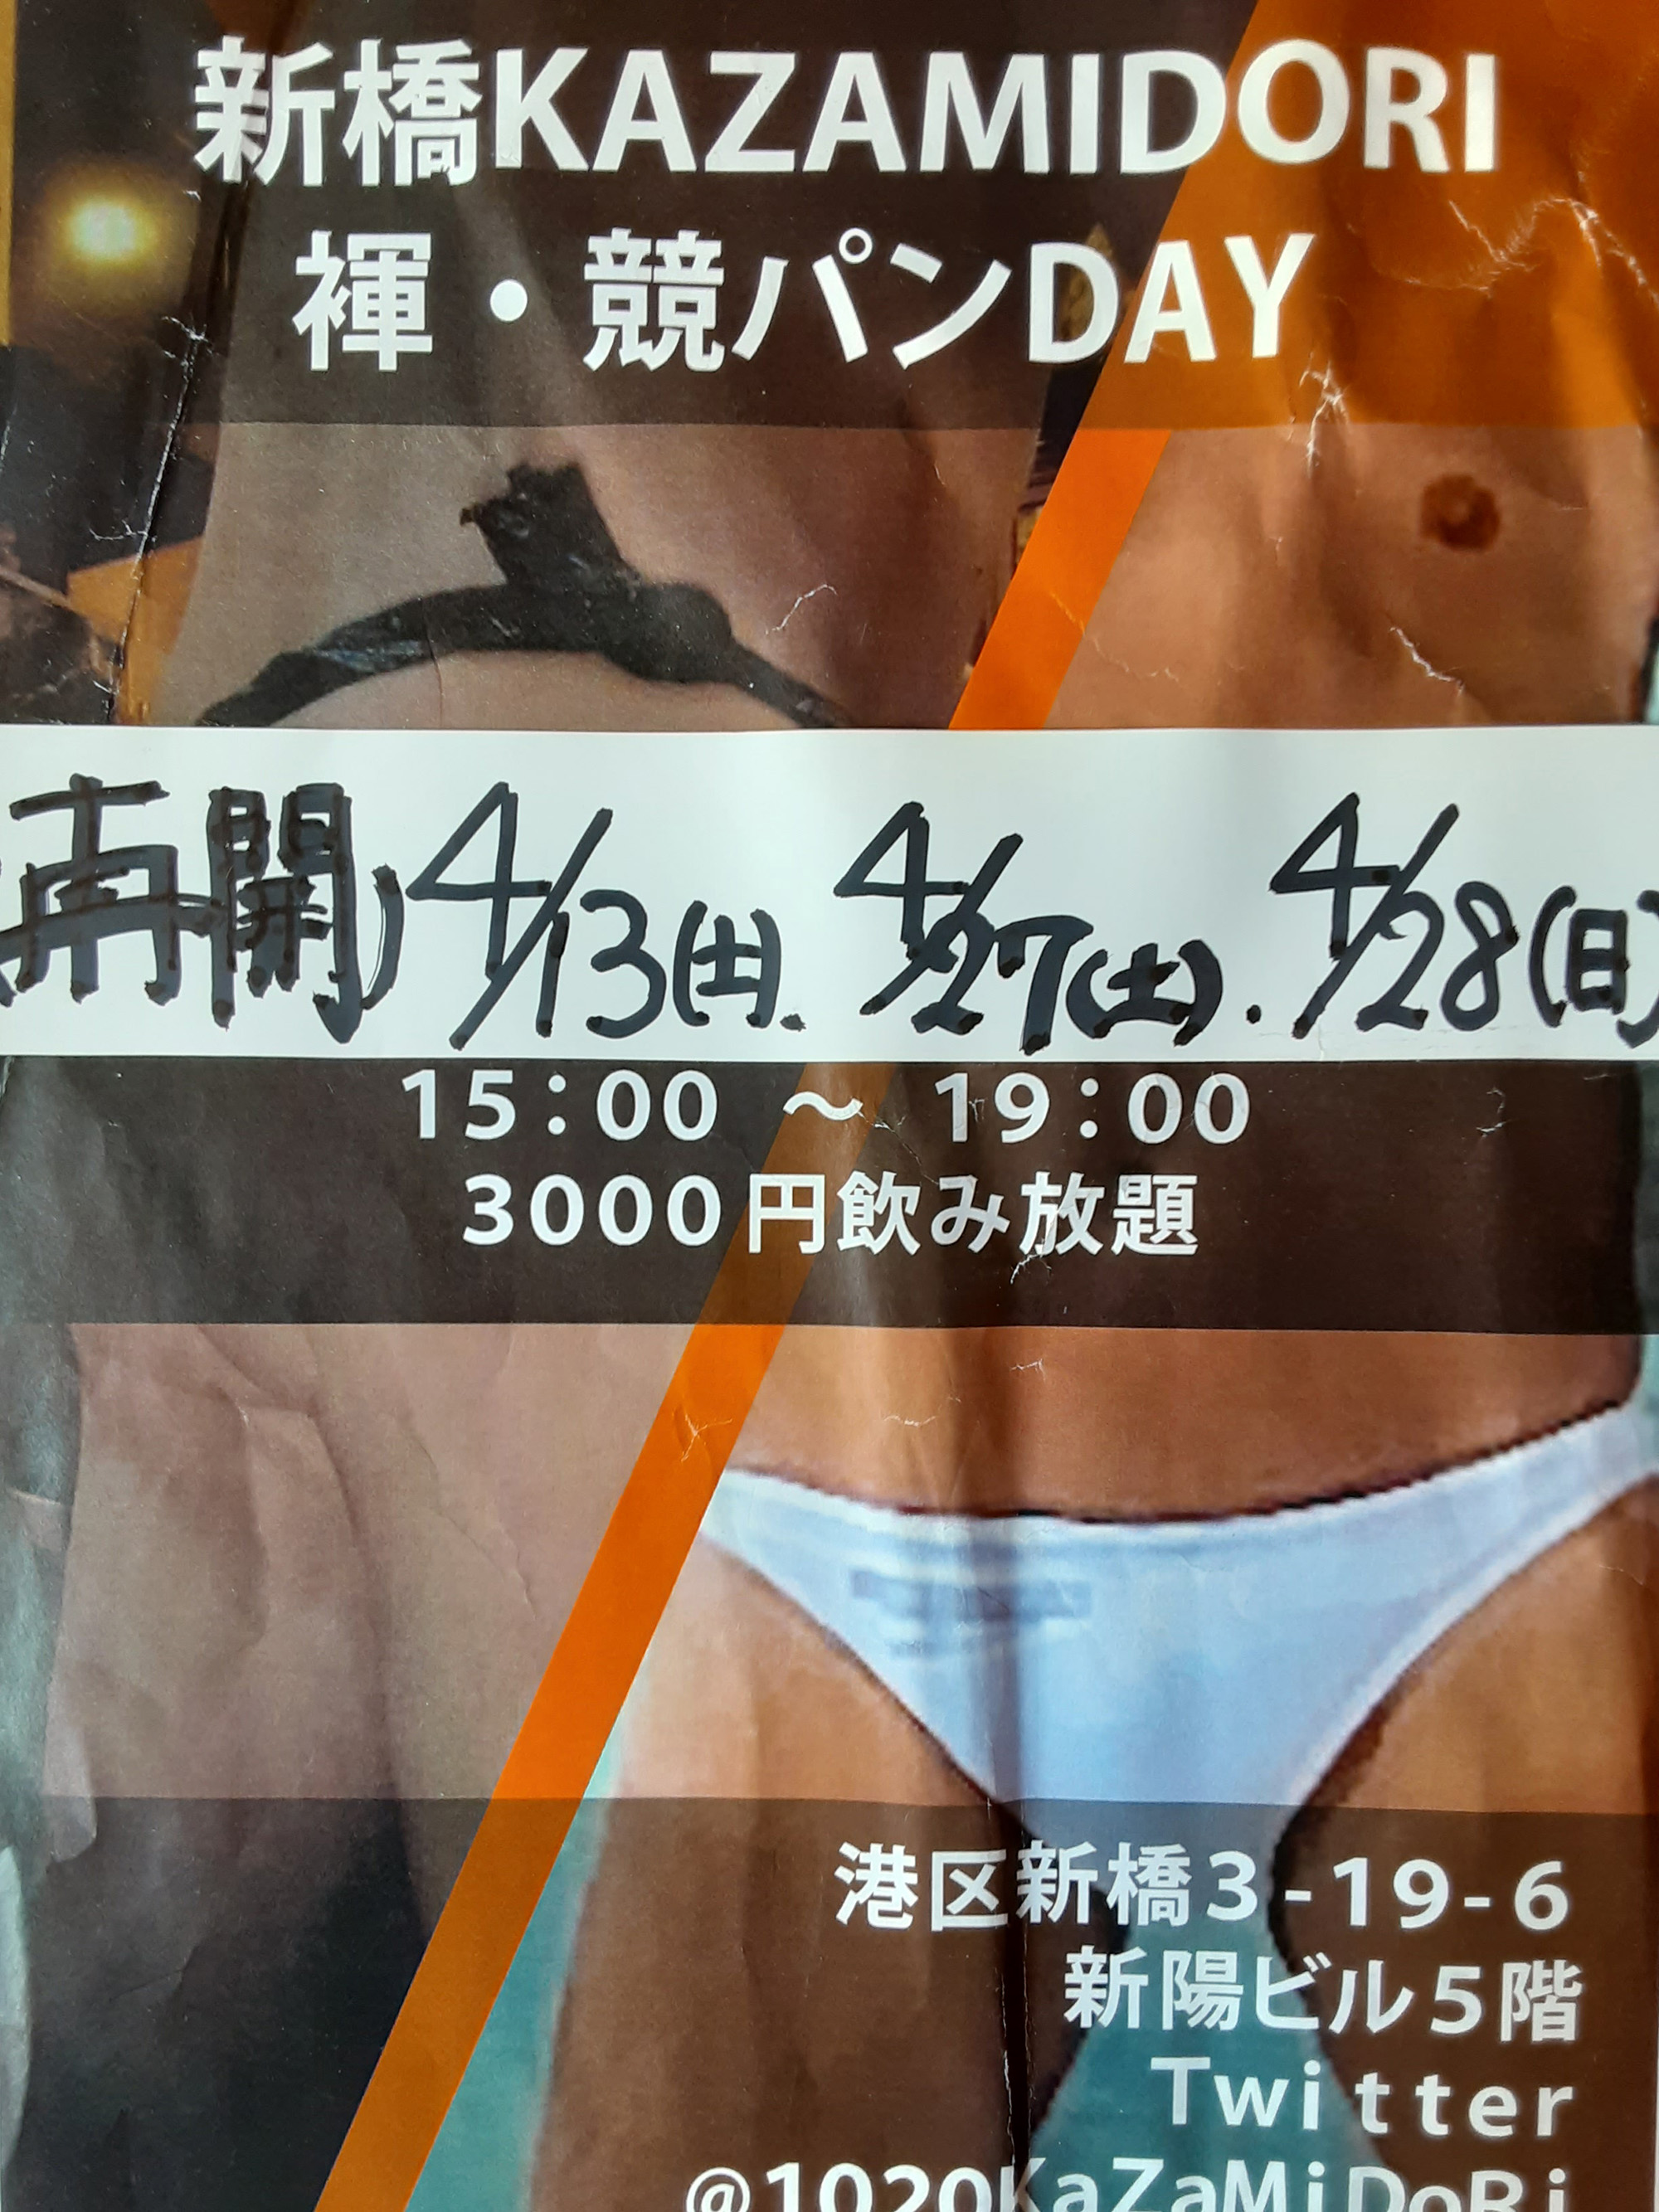 新橋KAZAMIDORI
褌・競パンDAY
再開) 4/13(土). 4/27(土). 4/28(日)
15：00 ～ 19：00
3000円飲み放題
港区新橋3-19-6
新陽ビル5階
Twitter
@1020KaZaMiDoRi